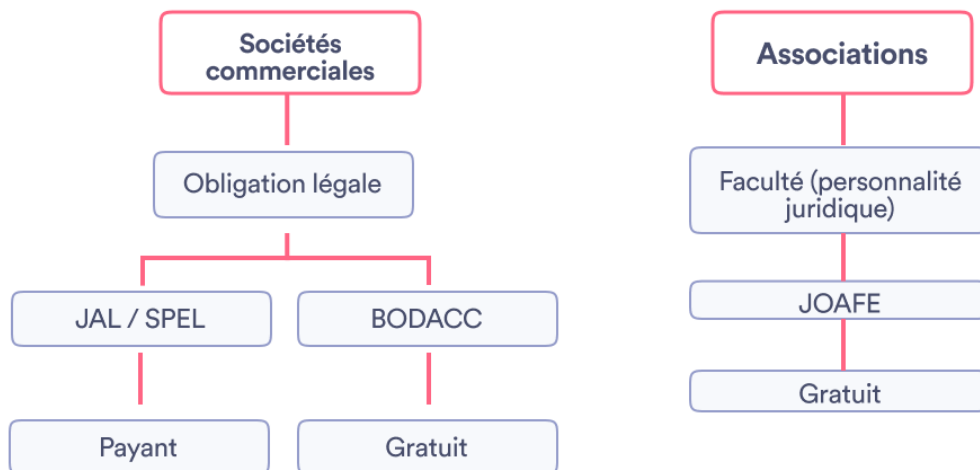 Sociétés
commerciales
Obligation légale
JAL / SPEL
BODACC
Payant
Gratuit
Associations
Faculté (personnalité
juridique)
JOAFE
Gratuit